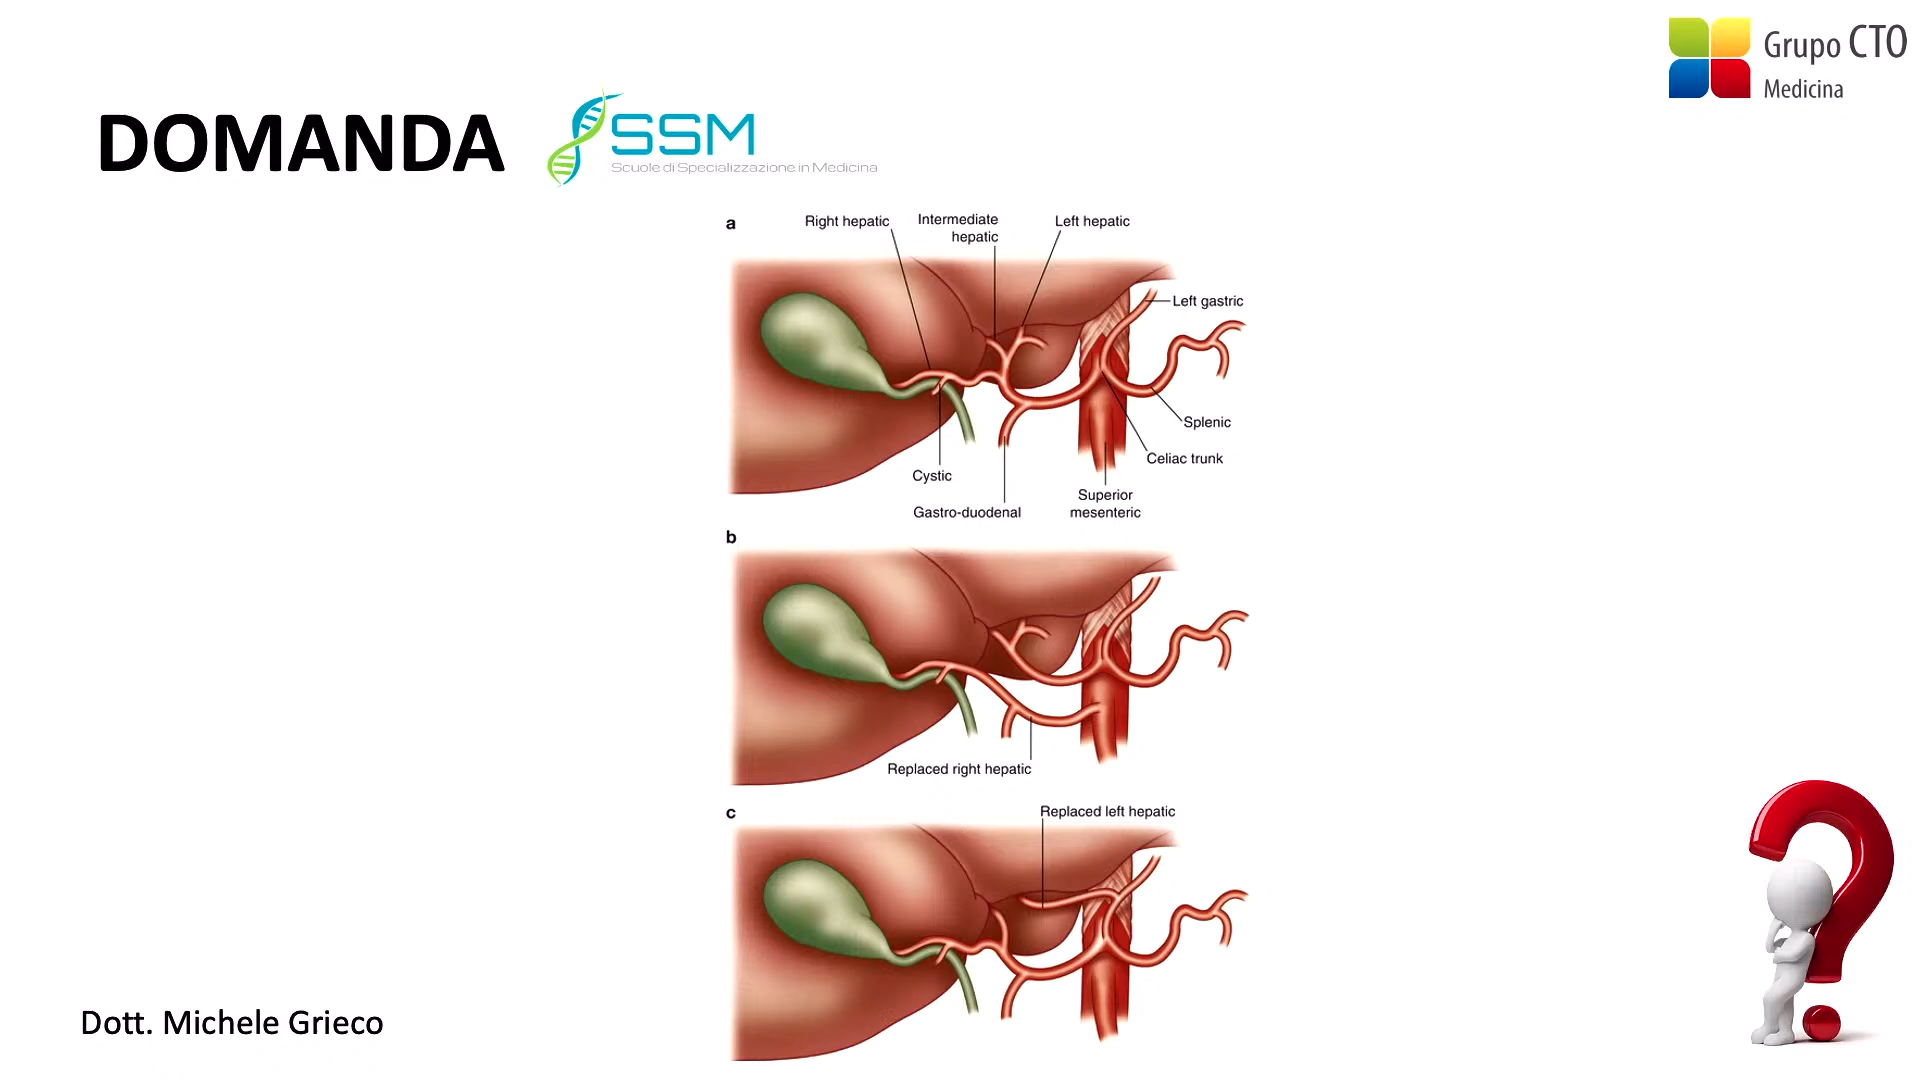 Grupo CTO
Medicina
DOMANDA
SSM
Scuole di Specializzazione in Medicina
a
Right hepatic
Intermediate
hepatic
Left hepatic
Left gastric
Splenic
Celiac trunk
Cystic
Superior
mesenteric
Gastro-duodenal
b
Replaced right hepatic
c
Replaced left hepatic
Dott. Michele Grieco